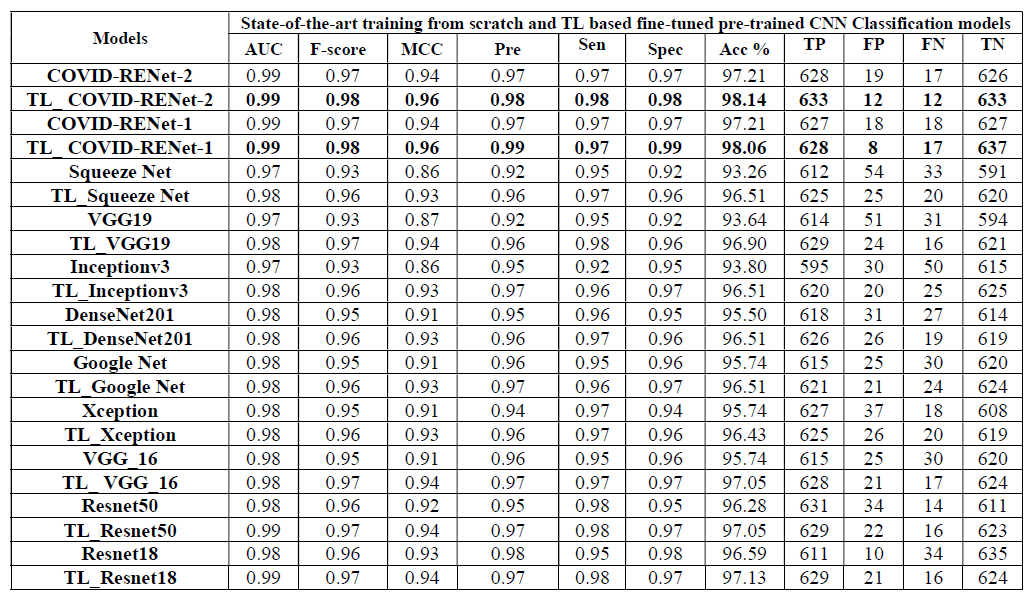 Models State-of-the-art training from scratch and TL based fine-tuned pre-trained CNN Classification models
AUC F-score MCC Pre Sen Spec Acc % TP FP FN TN
COVID-RENet-2 0.99 0.97 0.94 0.97 0.97 0.97 97.21 628 19 17 626
TL_ COVID-RENet-2 0.99 0.98 0.96 0.98 0.98 0.98 98.14 633 12 12 633
COVID-RENet-1 0.99 0.97 0.94 0.97 0.97 0.97 97.21 627 18 18 627
TL_ COVID-RENet-1 0.99 0.98 0.96 0.99 0.97 0.99 98.06 628 8 17 637
Squeeze Net 0.97 0.93 0.86 0.92 0.95 0.92 93.26 612 54 33 591
TL_Squeeze Net 0.98 0.96 0.93 0.96 0.97 0.96 96.51 625 25 20 620
VGG19 0.97 0.93 0.87 0.92 0.95 0.92 93.64 614 51 31 594
TL_VGG19 0.98 0.97 0.94 0.96 0.98 0.96 96.90 629 24 16 621
Inceptionv3 0.97 0.93 0.86 0.95 0.92 0.95 93.80 595 30 50 615
TL_Inceptionv3 0.98 0.96 0.93 0.97 0.96 0.97 96.51 620 20 25 625
DenseNet201 0.98 0.95 0.91 0.95 0.96 0.95 95.50 618 31 27 614
TL_DenseNet201 0.98 0.96 0.93 0.96 0.97 0.96 96.51 626 26 19 619
Google Net 0.98 0.95 0.91 0.96 0.95 0.96 95.74 615 25 30 620
TL_Google Net 0.98 0.96 0.93 0.97 0.96 0.97 96.51 621 21 24 624
Xception 0.98 0.95 0.91 0.94 0.97 0.94 95.74 627 37 18 608
TL_Xception 0.98 0.96 0.93 0.96 0.97 0.96 96.43 625 26 20 619
VGG_16 0.98 0.95 0.91 0.96 0.95 0.96 95.74 615 25 30 620
TL_ VGG_16 0.98 0.97 0.94 0.97 0.97 0.97 97.05 628 21 17 624
Resnet50 0.98 0.96 0.92 0.95 0.98 0.95 96.28 631 34 14 611
TL_Resnet50 0.99 0.97 0.94 0.97 0.98 0.97 97.05 629 22 16 623
Resnet18 0.98 0.96 0.93 0.98 0.95 0.98 96.59 611 10 34 635
TL_Resnet18 0.99 0.97 0.94 0.97 0.98 0.97 97.13 629 21 16 624